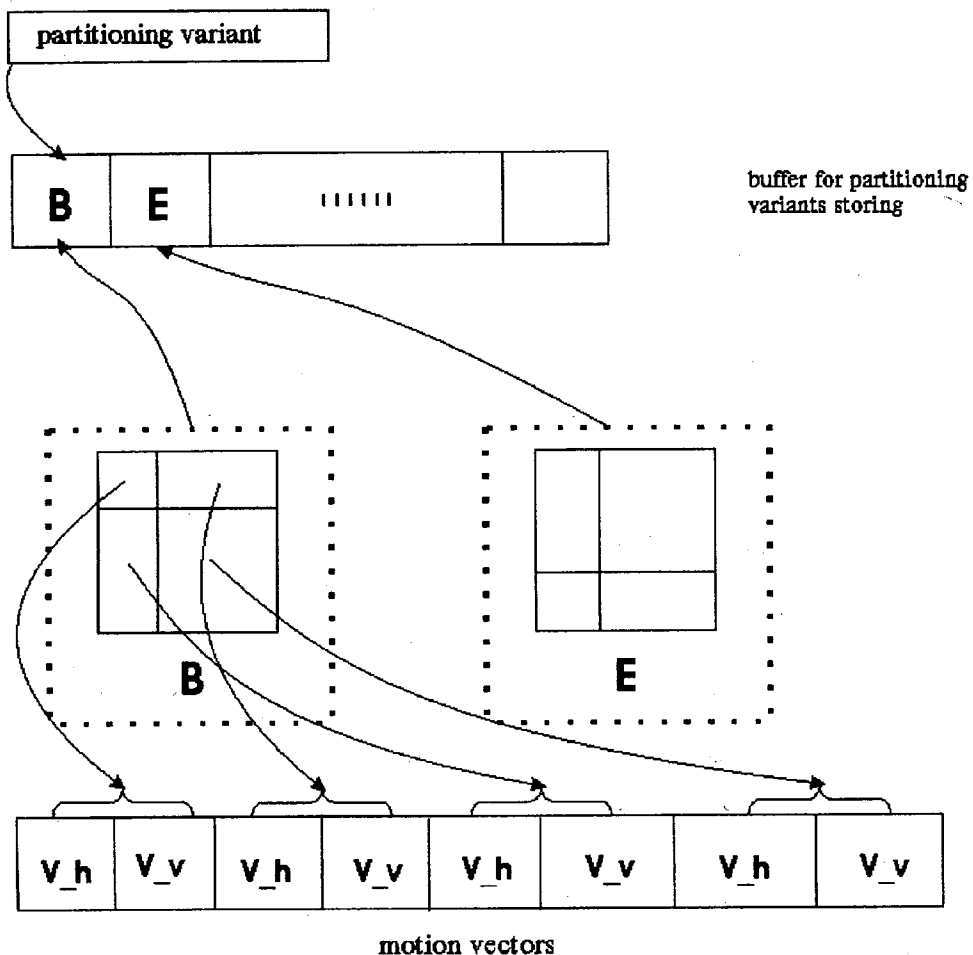 partitioning variant
B E ı ı ı ı ı ı
buffer for partitioning
variants storing
B
E
V_h V_v V_h V_v V_h V_v V_h V_v
motion vectors